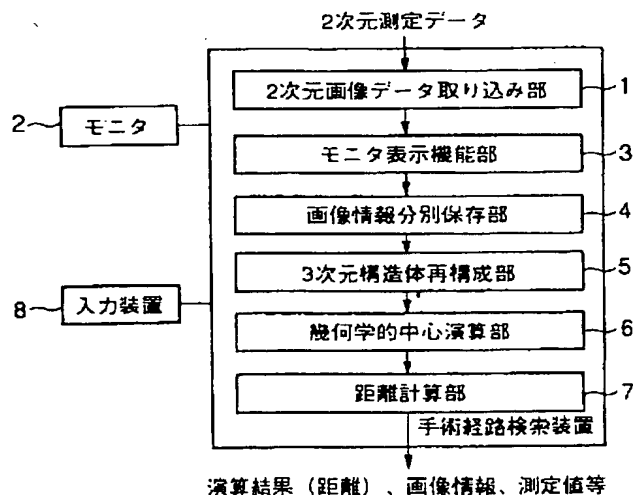 2次元測定データ
2次元画像データ取り込み部 1
2 モニタ
モニタ表示機能部 3
画像情報分別保存部 4
3次元構造体再構成部 5
8 入力装置
幾何学的中心演算部 6
距離計算部 7
手術経路検索装置
演算結果（距離）、画像情報、測定値等